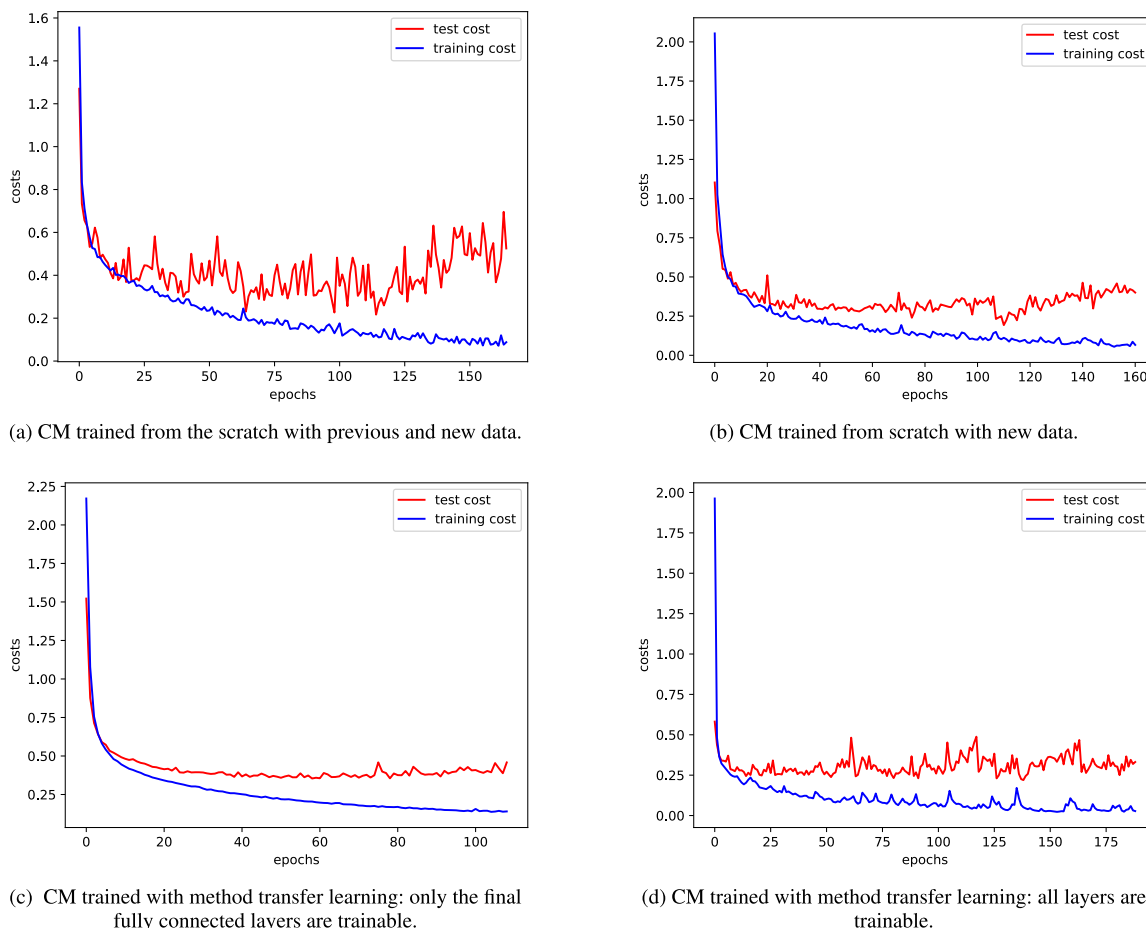 1.6
1.4
1.2
1.0
0.8
0.6
0.4
0.2
0.0
costs
test cost
training cost
0 25 50 75 100 125 150
epochs
(a) CM trained from the scratch with previous and new data.
2.00
1.75
1.50
1.25
1.00
0.75
0.50
0.25
0.00
costs
test cost
training cost
0 20 40 60 80 100 120 140 160
epochs
(b) CM trained from scratch with new data.
2.25
2.00
1.75
1.50
1.25
1.00
0.75
0.50
0.25
costs
test cost
training cost
0 20 40 60 80 100
epochs
(c) CM trained with method transfer learning: only the final
fully connected layers are trainable.
2.00
1.75
1.50
1.25
1.00
0.75
0.50
0.25
0.00
costs
test cost
training cost
0 25 50 75 100 125 150 175
epochs
(d) CM trained with method transfer learning: all layers are
trainable.